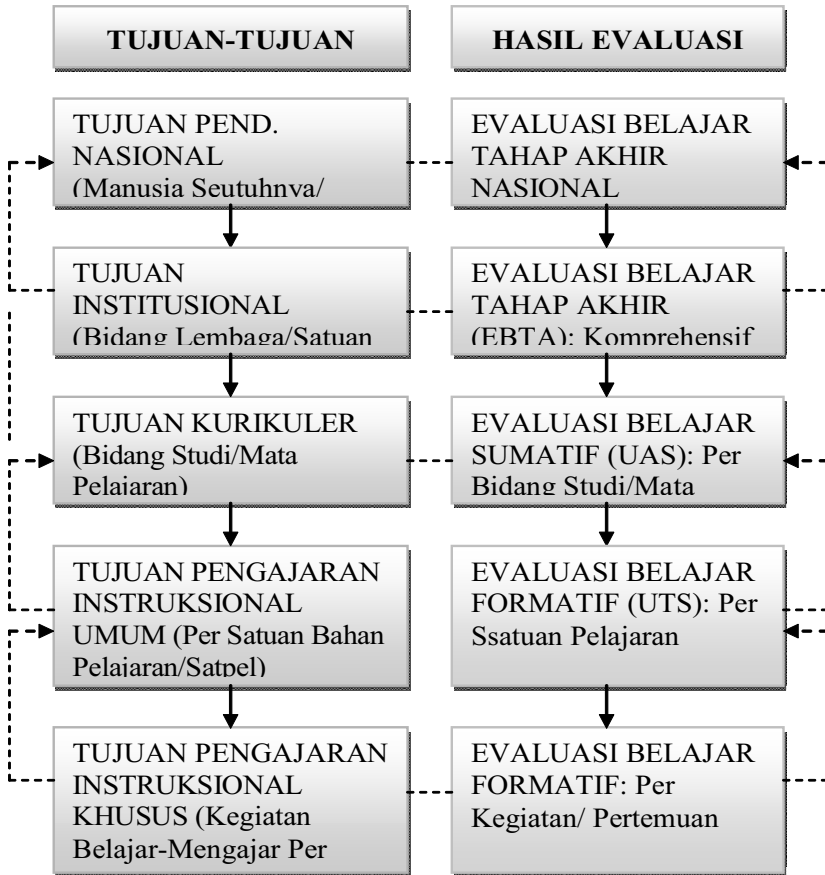 TUJUAN-TUJUAN
HASIL EVALUASI
TUJUAN PEND.
NASIONAL
(Manusia Seutuhnya/
EVALUASI BELAJAR
TAHAP AKHIR
NASIONAL
TUJUAN
INSTITUSIONAL
(Bidang Lembaga/Satuan
EVALUASI BELAJAR
TAHAP AKHIR
(EBTA): Komprehensif
TUJUAN KURIKULER
(Bidang Studi/Mata
Pelajaran)
EVALUASI BELAJAR
SUMATIF (UAS): Per
Bidang Studi/Mata
TUJUAN PENGAJARAN
INSTRUKSIONAL
UMUM (Per Satuan Bahan
Pelajaran/Satpel)
EVALUASI BELAJAR
FORMATIF (UTS): Per
Ssatuan Pelajaran
TUJUAN PENGAJARAN
INSTRUKSIONAL
KHUSUS (Kegiatan
Belajar-Mengajar Per
EVALUASI BELAJAR
FORMATIF: Per
Kegiatan/ Pertemuan